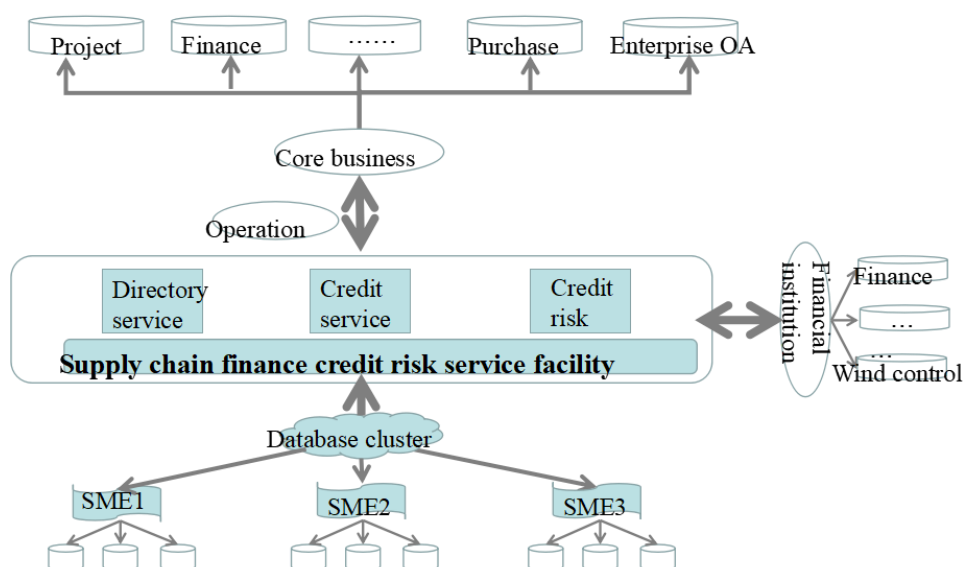 Project
Finance
......
Purchase
Enterprise OA
Core business
Operation
Directory
service
Credit
service
Credit
risk
Supply chain finance credit risk service facility
Financial
institution
Finance
...
...
Wind control
Database cluster
SME1
SME2
SME3